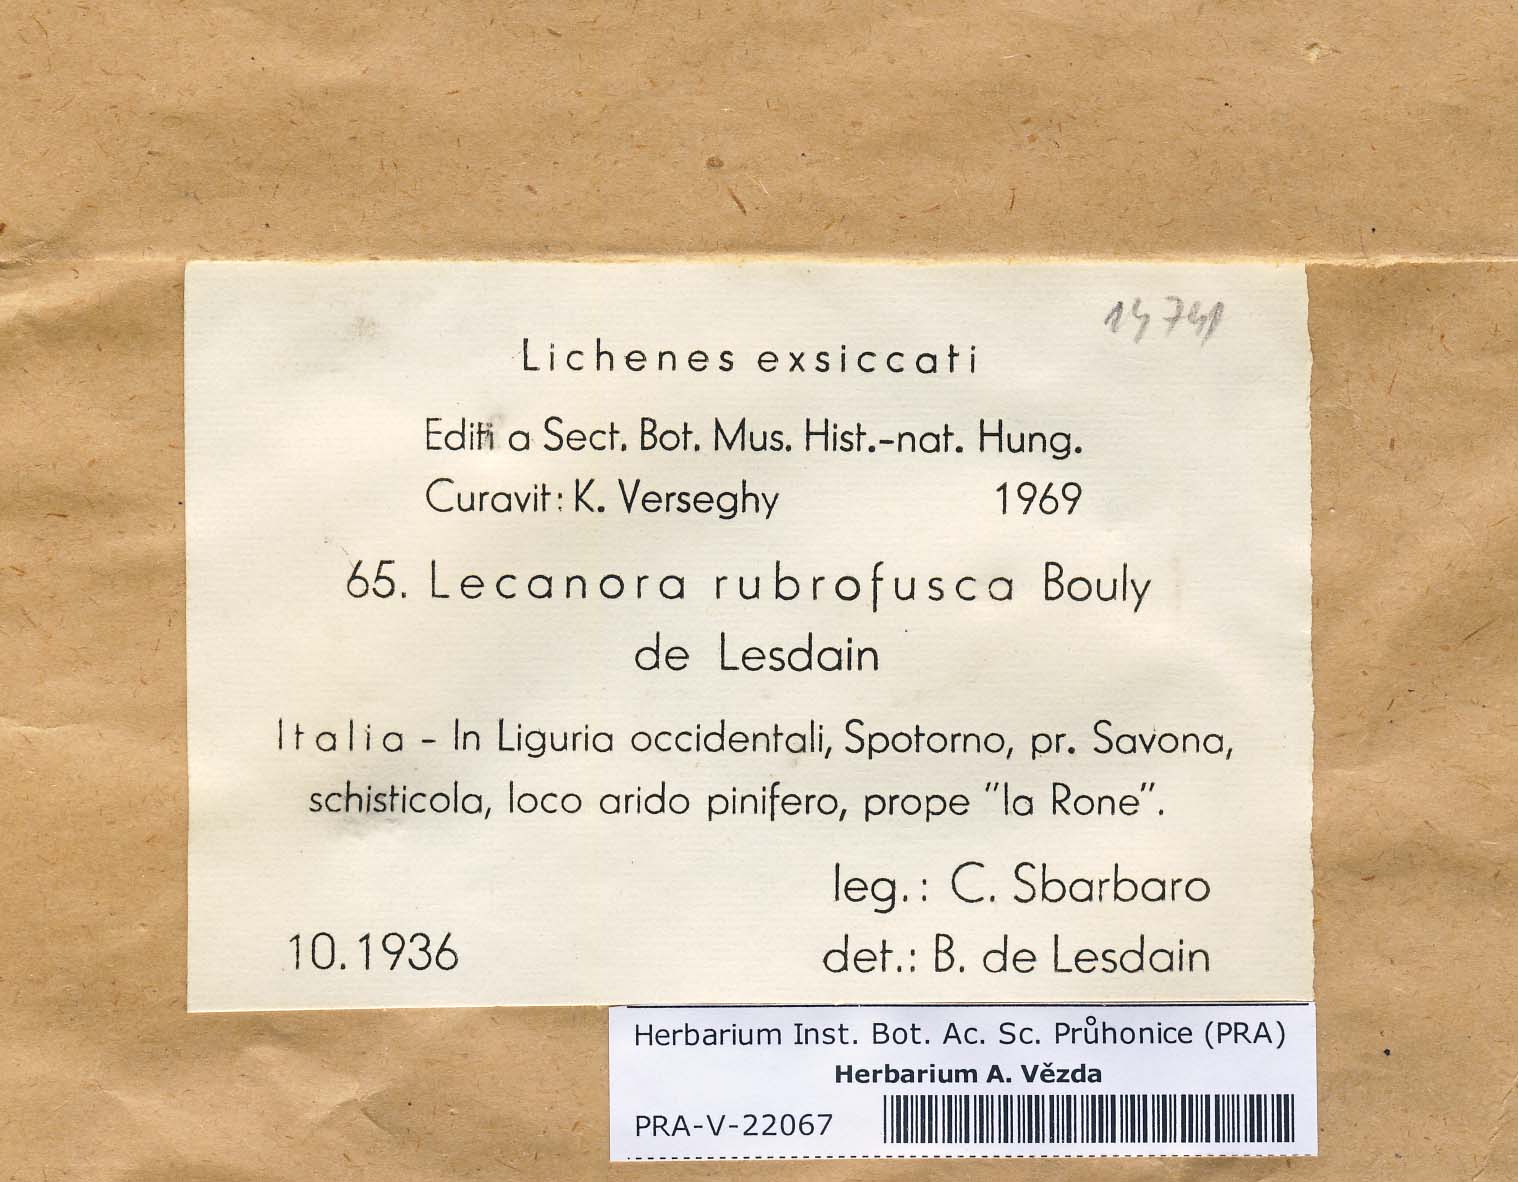 Lichenes exsiccati
Editi a Sect. Bot. Mus. Hist.-nat. Hung.
Curavit: K. Verseghy 1969
65. Lecanora rubrofusca Bouly
de Lesdain
Italia - In Liguria occidentali, Spotorno, pr. Savona,
schisticola, loco arido pinifero, prope "la Rone".
leg.: C. Sbarbaro
10.1936 det.: B. de Lesdain
Herbarium Inst. Bot. Ac. Sc. Průhonice (PRA)
Herbarium A. Vězda
PRA-V-22067